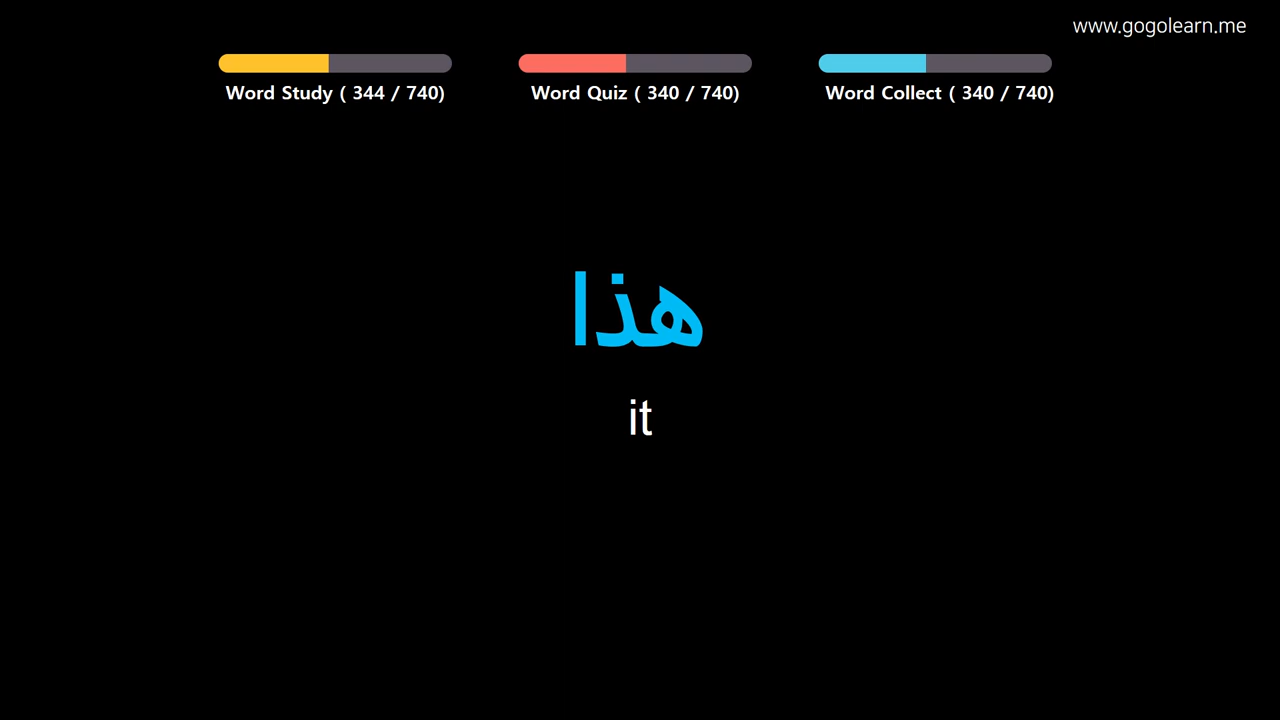 www.gogolearn.me
Word Study ( 344 / 740)
Word Quiz ( 340 / 740)
Word Collect ( 340 / 740)
هذا
it